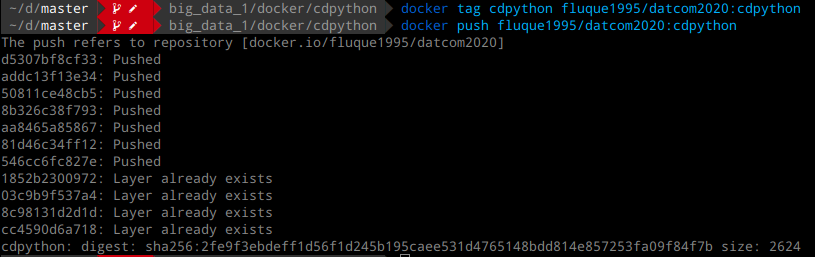 ~/d/master big_data_1/docker/cdpython docker tag cdpython fluque1995/datcom2020:cdpython
~/d/master big_data_1/docker/cdpython docker push fluque1995/datcom2020:cdpython
The push refers to repository [docker.io/fluque1995/datcom2020]
d5307bf8cf33: Pushed
addc13f13e34: Pushed
50811ce48cb5: Pushed
8b326c38f793: Pushed
aa8465a85867: Pushed
81d46c34ff12: Pushed
546cc6fc827e: Pushed
1852b2300972: Layer already exists
03c9b9f537a4: Layer already exists
8c98131d2d1d: Layer already exists
cc4590d6a718: Layer already exists
cdpython: digest: sha256:2fe9f3ebdeff1d56f1d245b195caee531d4765148bdd814e857253fa09f84f7b size: 2624